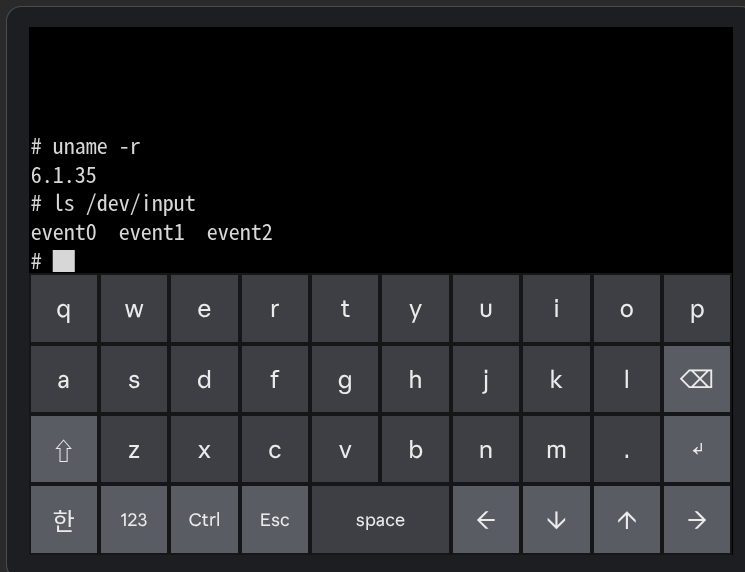 # uname -r
6.1.35
# ls /dev/input
event0  event1  event2
#
q w e r t y u i o p
a s d f g h j k l ⌫
⇧ z x c v b n m . ↲
한 123 Ctrl Esc space ← ↓ ↑ →